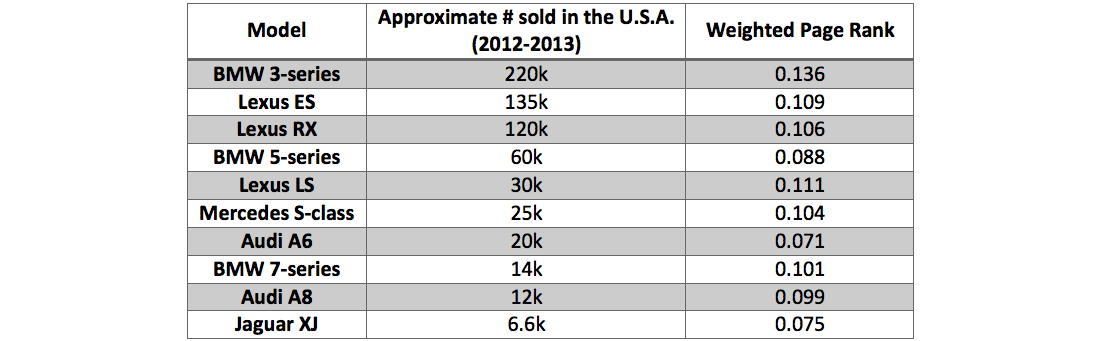 Model Approximate # sold in the U.S.A. (2012-2013) Weighted Page Rank
BMW 3-series 220k 0.136
Lexus ES 135k 0.109
Lexus RX 120k 0.106
BMW 5-series 60k 0.088
Lexus LS 30k 0.111
Mercedes S-class 25k 0.104
Audi A6 20k 0.071
BMW 7-series 14k 0.101
Audi A8 12k 0.099
Jaguar XJ 6.6k 0.075